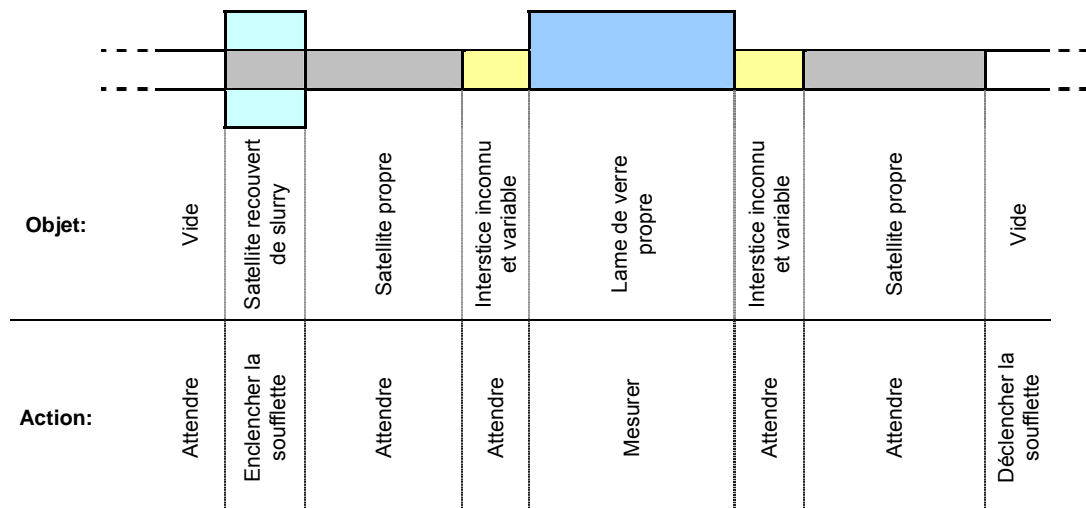 Objet:
Vide
Satellite recouvert
de slurry
Satellite propre
Interstice inconnu
et variable
Lame de verre
propre
Interstice inconnu
et variable
Satellite propre
Vide
Action:
Attendre
Enclencher la
soufflette
Attendre
Attendre
Mesurer
Attendre
Attendre
Déclencher la
soufflette